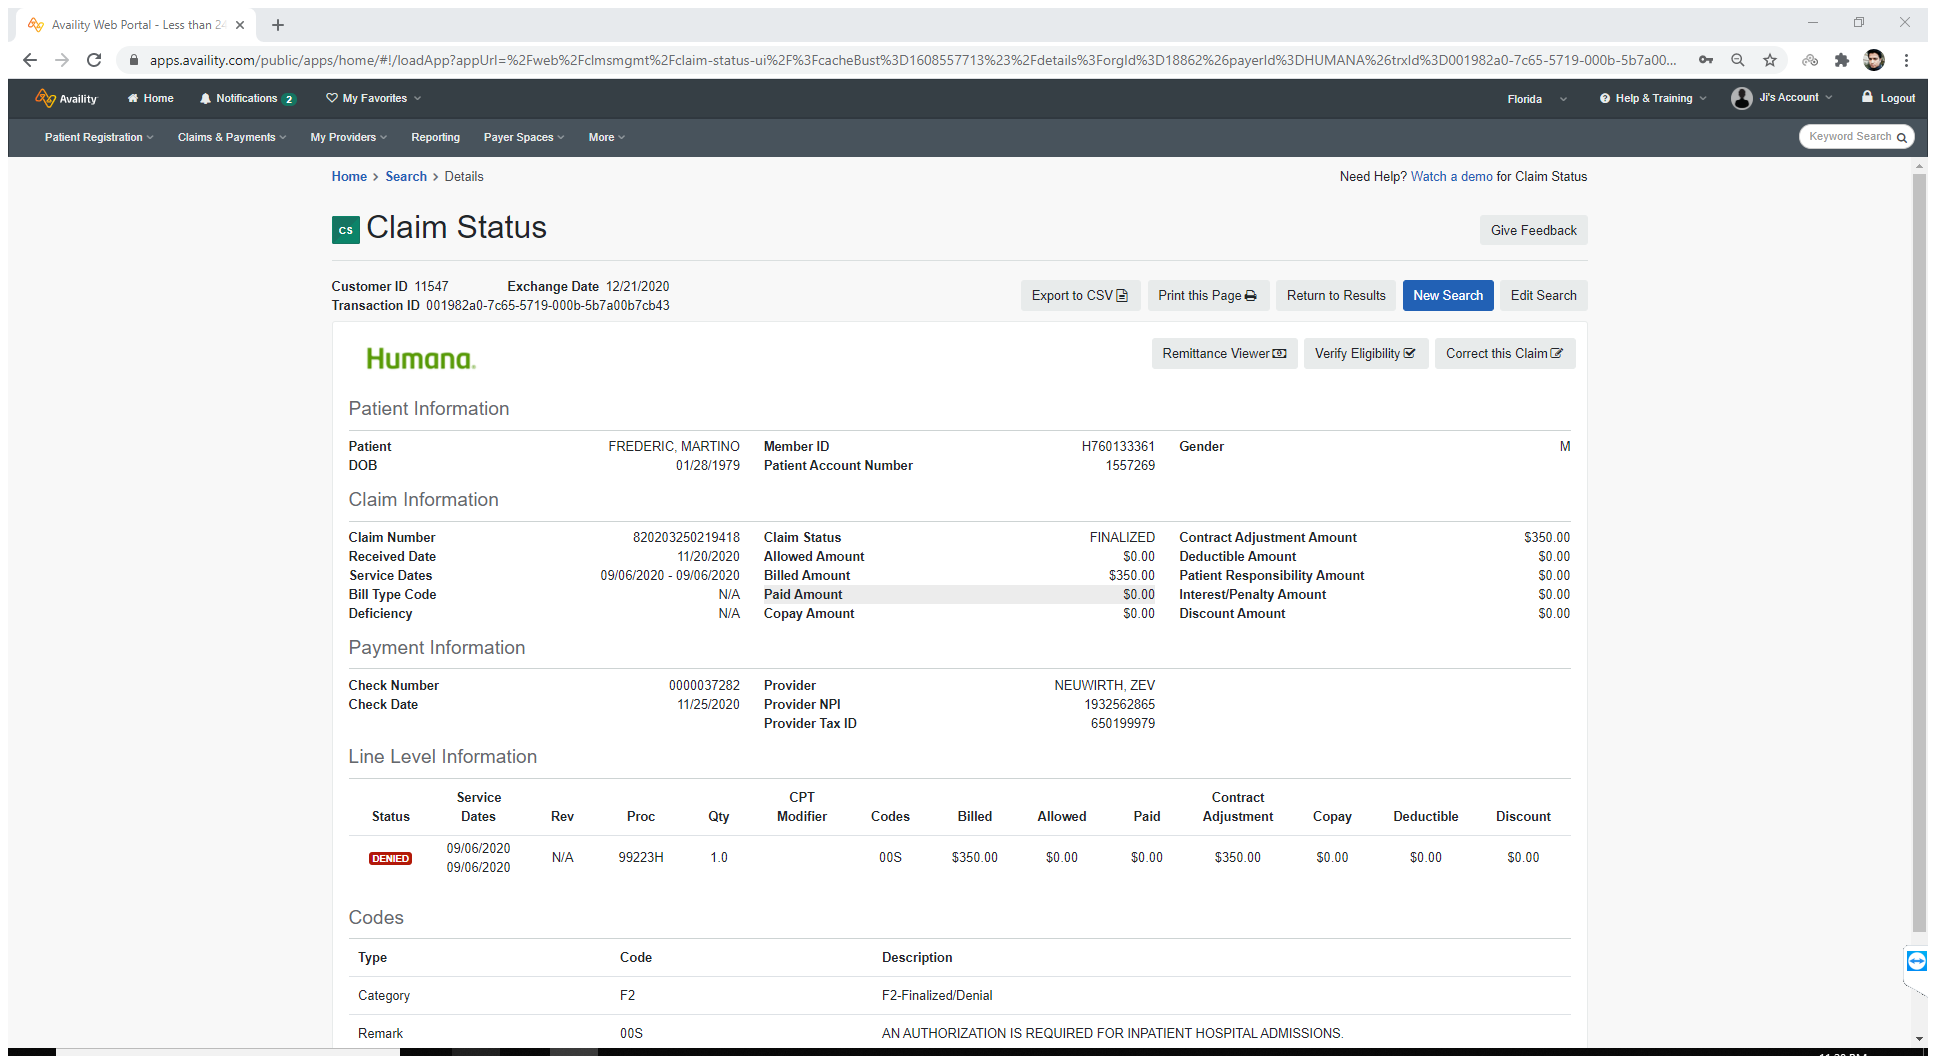 Availity Web Portal - Less than 24
apps.availity.com/public/apps/home/#!/loadApp?appUrl=%2Fweb%2Fclmsmgmt%2Fclaim-status-ui%2F%3FcacheBust%3D1608557713%23%2Fdetails%3ForgId%3D18862%26payerId%3DHUMANA%26trxId%3D001982a0-7c65-5719-000b-5b7a00...
Availity Home Notifications 2 My Favorites Florida Help & Training Ji's Account Logout
Patient Registration Claims & Payments My Providers Reporting Payer Spaces More Keyword Search
Home > Search > Details Need Help? Watch a demo for Claim Status
CS Claim Status Give Feedback
Customer ID 11547 Exchange Date 12/21/2020
Transaction ID 001982a0-7c65-5719-000b-5b7a00b7cb43
Export to CSV Print this Page Return to Results New Search Edit Search
Humana. Remittance Viewer Verify Eligibility Correct this Claim
Patient Information
Patient FREDERIC, MARTINO Member ID H760133361 Gender M
DOB 01/28/1979 Patient Account Number 1557269
Claim Information
Claim Number 820203250219418 Claim Status FINALIZED Contract Adjustment Amount $350.00
Received Date 11/20/2020 Allowed Amount $0.00 Deductible Amount $0.00
Service Dates 09/06/2020 - 09/06/2020 Billed Amount $350.00 Patient Responsibility Amount $0.00
Bill Type Code N/A Paid Amount $0.00 Interest/Penalty Amount $0.00
Deficiency N/A Copay Amount $0.00 Discount Amount $0.00
Payment Information
Check Number 0000037282 Provider NEUWIRTH, ZEV
Check Date 11/25/2020 Provider NPI 1932562865
Provider Tax ID 650199979
Line Level Information
Status Service Dates Rev Proc Qty CPT Modifier Codes Billed Allowed Paid Contract Adjustment Copay Deductible Discount
DENIED 09/06/2020 09/06/2020 N/A 99223H 1.0 00S $350.00 $0.00 $0.00 $350.00 $0.00 $0.00 $0.00
Codes
Type Code Description
Category F2 F2-Finalized/Denial
Remark 00S AN AUTHORIZATION IS REQUIRED FOR INPATIENT HOSPITAL ADMISSIONS.